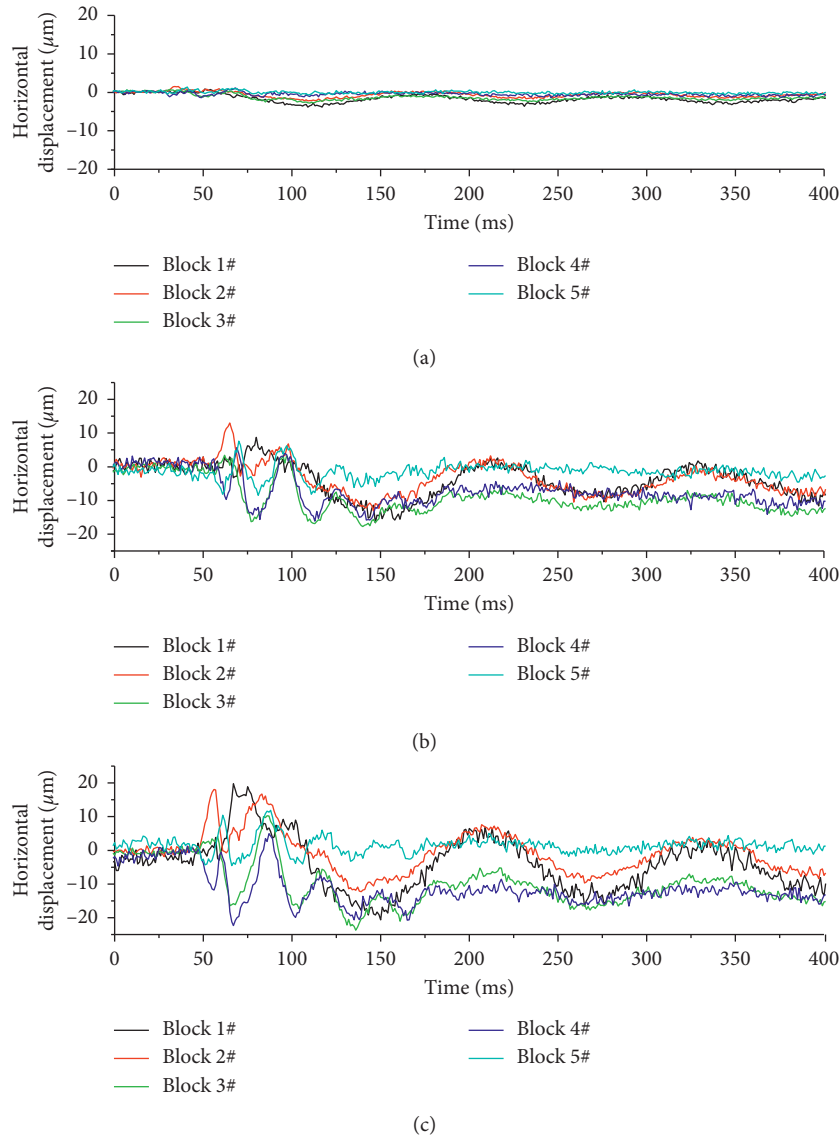 Horizontal
displacement (μm)
20
10
0
–10
–20
0 50 100 150 200 250 300 350 400
Time (ms)
Block 1# Block 4#
Block 2# Block 5#
Block 3#
(a)
Horizontal
displacement (μm)
20
10
0
–10
–20
0 50 100 150 200 250 300 350 400
Time (ms)
Block 1# Block 4#
Block 2# Block 5#
Block 3#
(b)
Horizontal
displacement (μm)
20
10
0
–10
–20
0 50 100 150 200 250 300 350 400
Time (ms)
Block 1# Block 4#
Block 2# Block 5#
Block 3#
(c)